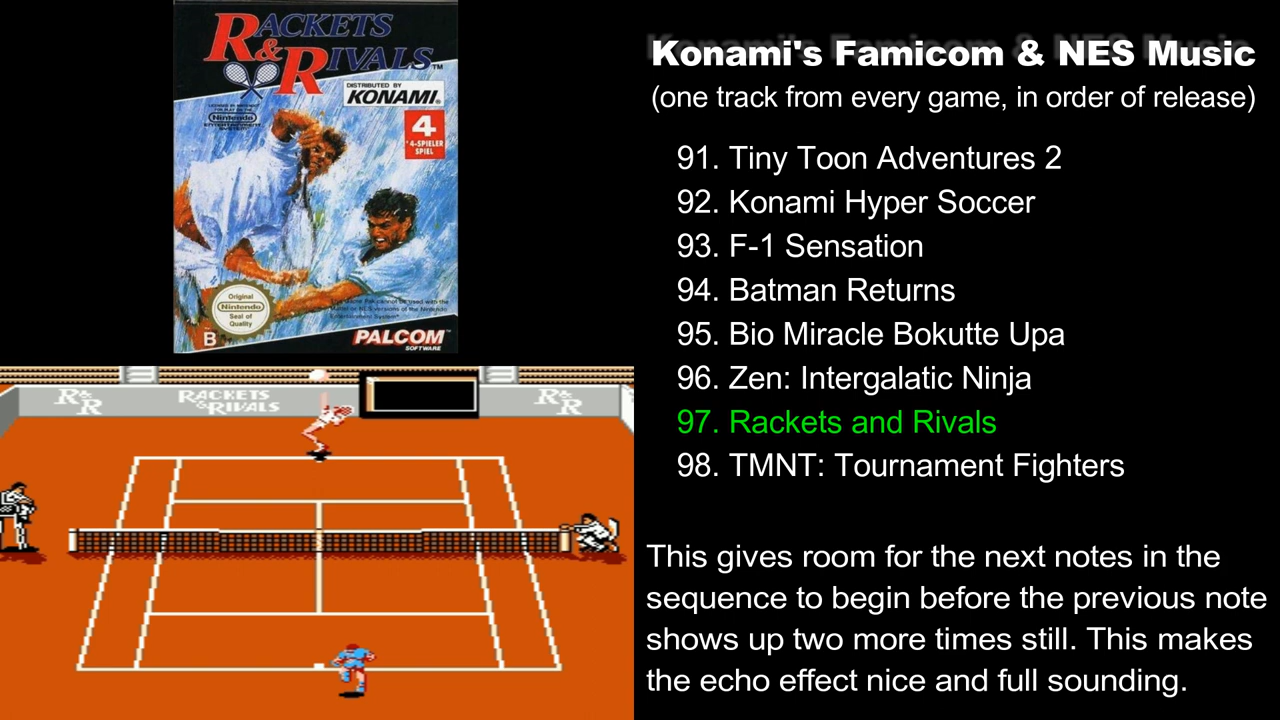 RACKETS
& RIVALS™
DISTRIBUTED BY
KONAMI®
Nintendo
4
*4-SPIELER
SPIEL
Original
Nintendo
Seal of
Quality
B
PALCOM™
SOFTWARE
R&R
RACKETS
& RIVALS
R&R
Konami's Famicom & NES Music
(one track from every game, in order of release)
91. Tiny Toon Adventures 2
92. Konami Hyper Soccer
93. F-1 Sensation
94. Batman Returns
95. Bio Miracle Bokutte Upa
96. Zen: Intergalatic Ninja
97. Rackets and Rivals
98. TMNT: Tournament Fighters
This gives room for the next notes in the
sequence to begin before the previous note
shows up two more times still. This makes
the echo effect nice and full sounding.